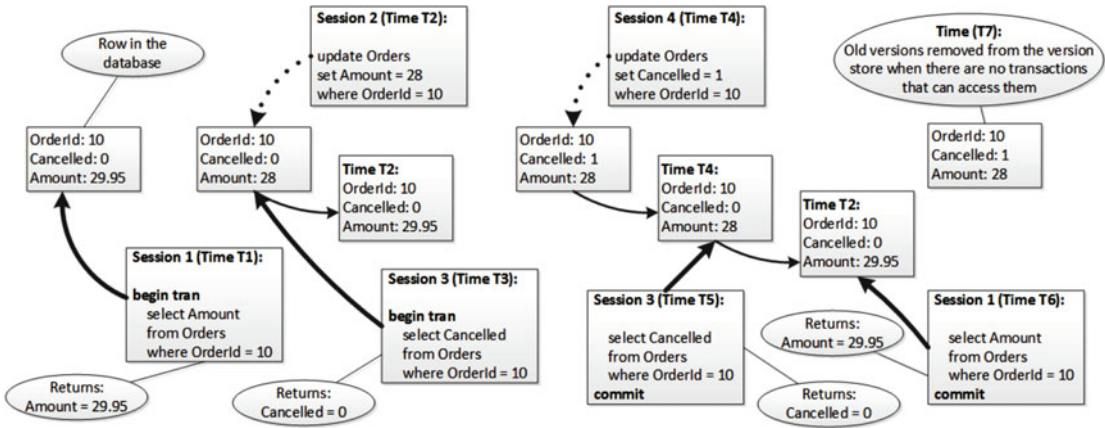 Row in the
database
OrderId: 10
Cancelled: 0
Amount: 29.95
Session 1 (Time T1):
begin tran
select Amount
from Orders
where OrderId = 10
Returns:
Amount = 29.95
Session 2 (Time T2):
update Orders
set Amount = 28
where OrderId = 10
OrderId: 10
Cancelled: 0
Amount: 28
Time T2:
OrderId: 10
Cancelled: 0
Amount: 29.95
Session 3 (Time T3):
begin tran
select Cancelled
from Orders
where OrderId = 10
Returns:
Cancelled = 0
Session 4 (Time T4):
update Orders
set Cancelled = 1
where OrderId = 10
OrderId: 10
Cancelled: 1
Amount: 28
Time T4:
OrderId: 10
Cancelled: 0
Amount: 28
Time T2:
OrderId: 10
Cancelled: 0
Amount: 29.95
Session 3 (Time T5):
select Cancelled
from Orders
where OrderId = 10
commit
Returns:
Cancelled = 0
Returns:
Amount = 29.95
Session 1 (Time T6):
select Amount
from Orders
where OrderId = 10
commit
Time (T7):
Old versions removed from the version
store when there are no transactions
that can access them
OrderId: 10
Cancelled: 1
Amount: 28